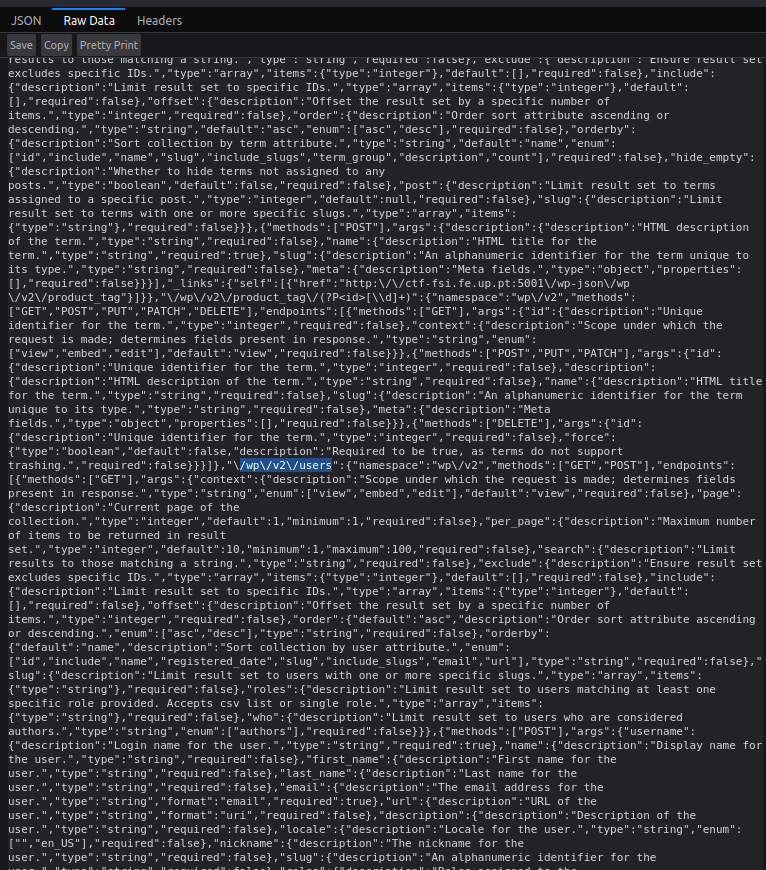 JSON Raw Data Headers
Save Copy Pretty Print
results to those matching a string.","type":"string","required":false},"exclude":{"description":"Ensure result set
excludes specific IDs.","type":"array","items":{"type":"integer"},"default":[],"required":false},"include":
{"description":"Limit result set to specific IDs.","type":"array","items":{"type":"integer"},"default":
[],"required":false},"offset":{"description":"Offset the result set by a specific number of
items.","type":"integer","required":false},"order":{"description":"Order sort attribute ascending or
descending.","type":"string","default":"asc","enum":["asc","desc"],"required":false},"orderby":
{"description":"Sort collection by term attribute.","type":"string","default":"name","enum":
["id","include","name","slug","include_slugs","term_group","description","count"],"required":false},"hide_empty":
{"description":"Whether to hide terms not assigned to any
posts.","type":"boolean","default":false,"required":false},"post":{"description":"Limit result set to terms
assigned to a specific post.","type":"integer","default":null,"required":false},"slug":{"description":"Limit
result set to terms with one or more specific slugs.","type":"array","items":
{"type":"string"},"required":false}}},{"methods":["POST"],"args":{"description":{"description":"HTML description
of the term.","type":"string","required":false},"name":{"description":"HTML title for the
term.","type":"string","required":true},"slug":{"description":"An alphanumeric identifier for the term unique to
its type.","type":"string","required":false},"meta":{"description":"Meta fields.","type":"object","properties":
[],"required":false}}}],"_links":{"self":[{"href":"http:\/\/ctf-fsi.fe.up.pt:5001\/wp-json\/wp
\/v2\/product_tag"}]}},"\/wp\/v2\/product_tag\/(?P<id>[\\d]+)":{"namespace":"wp\/v2","methods":
["GET","POST","PUT","PATCH","DELETE"],"endpoints":[{"methods":["GET"],"args":{"id":{"description":"Unique
identifier for the term.","type":"integer","required":false},"context":{"description":"Scope under which the
request is made; determines fields present in response.","type":"string","enum":
["view","embed","edit"],"default":"view","required":false}}},{"methods":["POST","PUT","PATCH"],"args":{"id":
{"description":"Unique identifier for the term.","type":"integer","required":false},"description":
{"description":"HTML description of the term.","type":"string","required":false},"name":{"description":"HTML title
for the term.","type":"string","required":false},"slug":{"description":"An alphanumeric identifier for the term
unique to its type.","type":"string","required":false},"meta":{"description":"Meta
fields.","type":"object","properties":[],"required":false}}},{"methods":["DELETE"],"args":{"id":
{"description":"Unique identifier for the term.","type":"integer","required":false},"force":
{"type":"boolean","default":false,"description":"Required to be true, as terms do not support
trashing.","required":false}}}]},"\/wp\/v2\/users":{"namespace":"wp\/v2","methods":["GET","POST"],"endpoints":
[{"methods":["GET"],"args":{"context":{"description":"Scope under which the request is made; determines fields
present in response.","type":"string","enum":["view","embed","edit"],"default":"view","required":false},"page":
{"description":"Current page of the
collection.","type":"integer","default":1,"minimum":1,"required":false},"per_page":{"description":"Maximum number
of items to be returned in result
set.","type":"integer","default":10,"minimum":1,"maximum":100,"required":false},"search":{"description":"Limit
results to those matching a string.","type":"string","required":false},"exclude":{"description":"Ensure result set
excludes specific IDs.","type":"array","items":{"type":"integer"},"default":[],"required":false},"include":
{"description":"Limit result set to specific IDs.","type":"array","items":{"type":"integer"},"default":
[],"required":false},"offset":{"description":"Offset the result set by a specific number of
items.","type":"integer","required":false},"order":{"default":"asc","description":"Order sort attribute ascending
or descending.","enum":["asc","desc"],"type":"string","required":false},"orderby":
{"default":"name","description":"Sort collection by user attribute.","enum":
["id","include","name","registered_date","slug","include_slugs","email","url"],"type":"string","required":false},"
slug":{"description":"Limit result set to users with one or more specific slugs.","type":"array","items":
{"type":"string"},"required":false},"roles":{"description":"Limit result set to users matching at least one
specific role provided. Accepts csv list or single role.","type":"array","items":
{"type":"string"},"required":false},"who":{"description":"Limit result set to users who are considered
authors.","type":"string","enum":["authors"],"required":false}}},{"methods":["POST"],"args":{"username":
{"description":"Login name for the user.","type":"string","required":true},"name":{"description":"Display name for
the user.","type":"string","required":false},"first_name":{"description":"First name for the
user.","type":"string","required":false},"last_name":{"description":"Last name for the
user.","type":"string","required":false},"email":{"description":"The email address for the
user.","type":"string","format":"email","required":true},"url":{"description":"URL of the
user.","type":"string","format":"uri","required":false},"description":{"description":"Description of the
user.","type":"string","required":false},"locale":{"description":"Locale for the user.","type":"string","enum":
["","en_US"],"required":false},"nickname":{"description":"The nickname for the
user.","type":"string","required":false},"slug":{"description":"An alphanumeric identifier for the